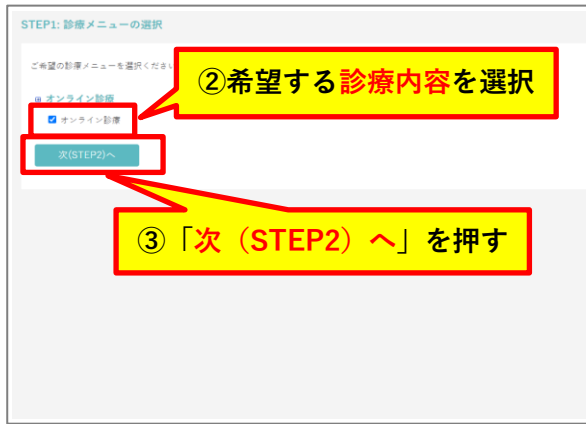 STEP1: 診療メニューの選択
ご希望の診療メニューを選択ください
②希望する診療内容を選択
オンライン診療
オンライン診療
次(STEP2)へ
③「次（STEP2）へ」を押す